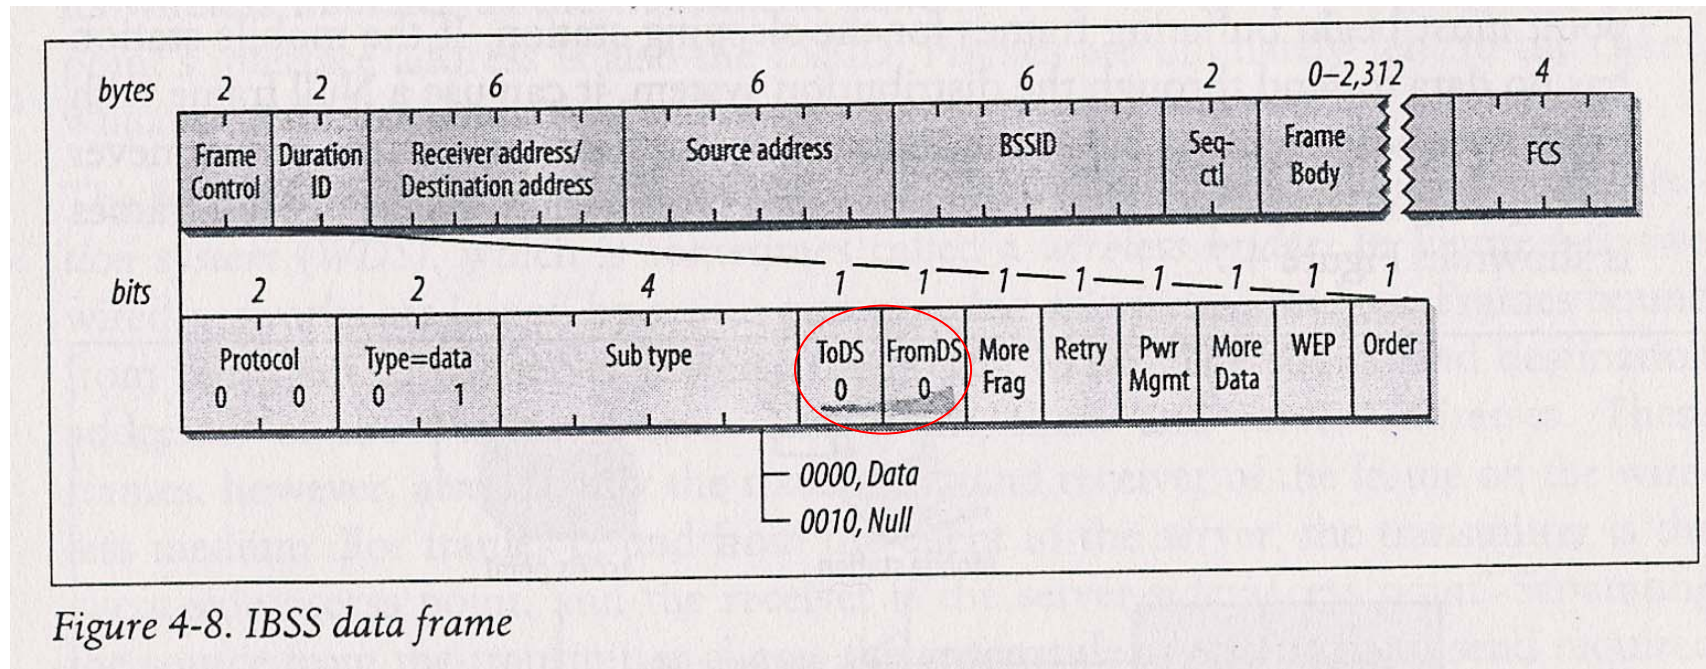 bytes 2 2 6 6 6 2 0–2,312 4
Frame Control Duration ID Receiver address/ Destination address Source address BSSID Seq- ctl Frame Body FCS
bits 2 2 4 1 1 1 1 1 1 1 1
Protocol Type=data Sub type ToDS FromDS More Frag Retry Pwr Mgmt More Data WEP Order
0 0 0 1 0 0
0000, Data
0010, Null
Figure 4-8. IBSS data frame